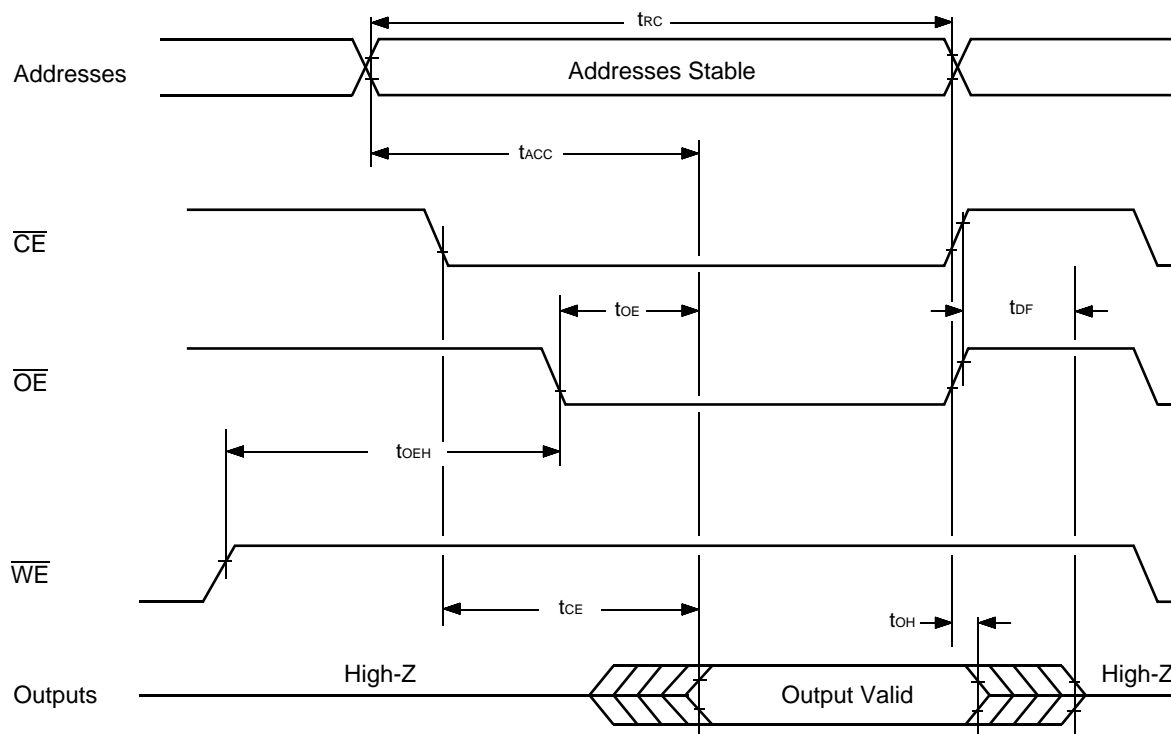 tRC
Addresses
Addresses Stable
tACC
CE
tOE
tDF
OE
tOEH
WE
tCE
tOH
High-Z
High-Z
Outputs
Output Valid